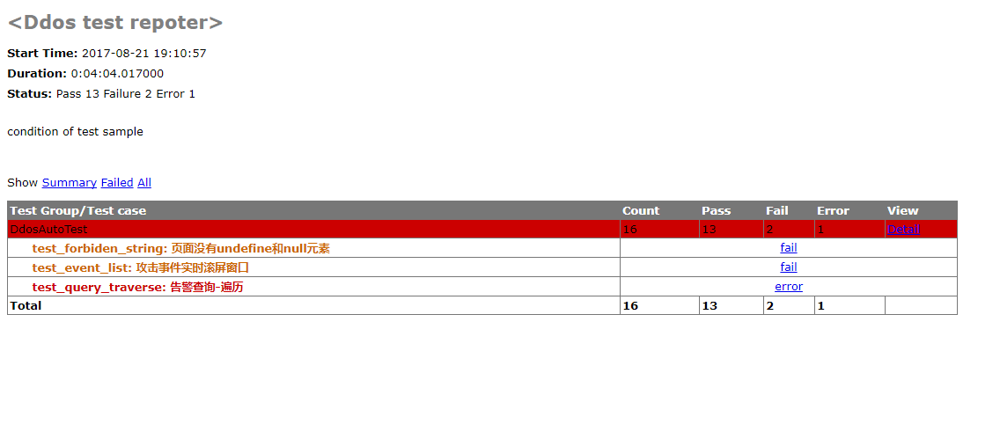 <Ddos test repoter>
Start Time: 2017-08-21 19:10:57
Duration: 0:04:04.017000
Status: Pass 13 Failure 2 Error 1
condition of test sample
Show Summary Failed All
Test Group/Test case Count Pass Fail Error View
DdosAutoTest 16 13 2 1 Detail
test_forbiden_string: 页面没有undefine和null元素 fail
test_event_list: 攻击事件实时滚屏窗口 fail
test_query_traverse: 告警查询-遍历 error
Total 16 13 2 1